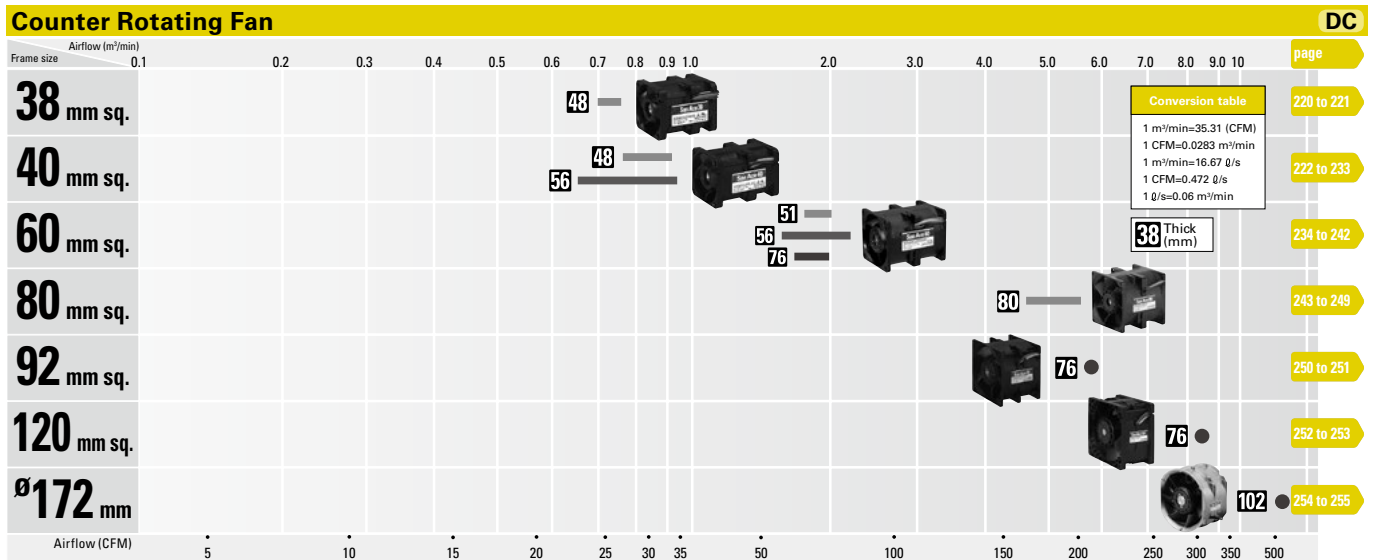 Counter Rotating Fan DC
Airflow (m³/min)
Frame size 0.1 0.2 0.3 0.4 0.5 0.6 0.7 0.8 0.9 1.0 2.0 3.0 4.0 5.0 6.0 7.0 8.0 9.0 10 page
38 mm sq. 48 220 to 221
Conversion table
1 m³/min=35.31 (CFM)
1 CFM=0.0283 m³/min
1 m³/min=16.67 ℓ/s
1 CFM=0.472 ℓ/s
1 ℓ/s=0.06 m³/min
38 Thick
(mm)
40 mm sq. 48 222 to 233
56
51
60 mm sq. 56 234 to 242
76
80 mm sq. 80 243 to 249
92 mm sq. 76 250 to 251
120 mm sq. 76 252 to 253
ø172 mm 102 254 to 255
Airflow (CFM) 5 10 15 20 25 30 35 50 100 150 200 250 300 350 500